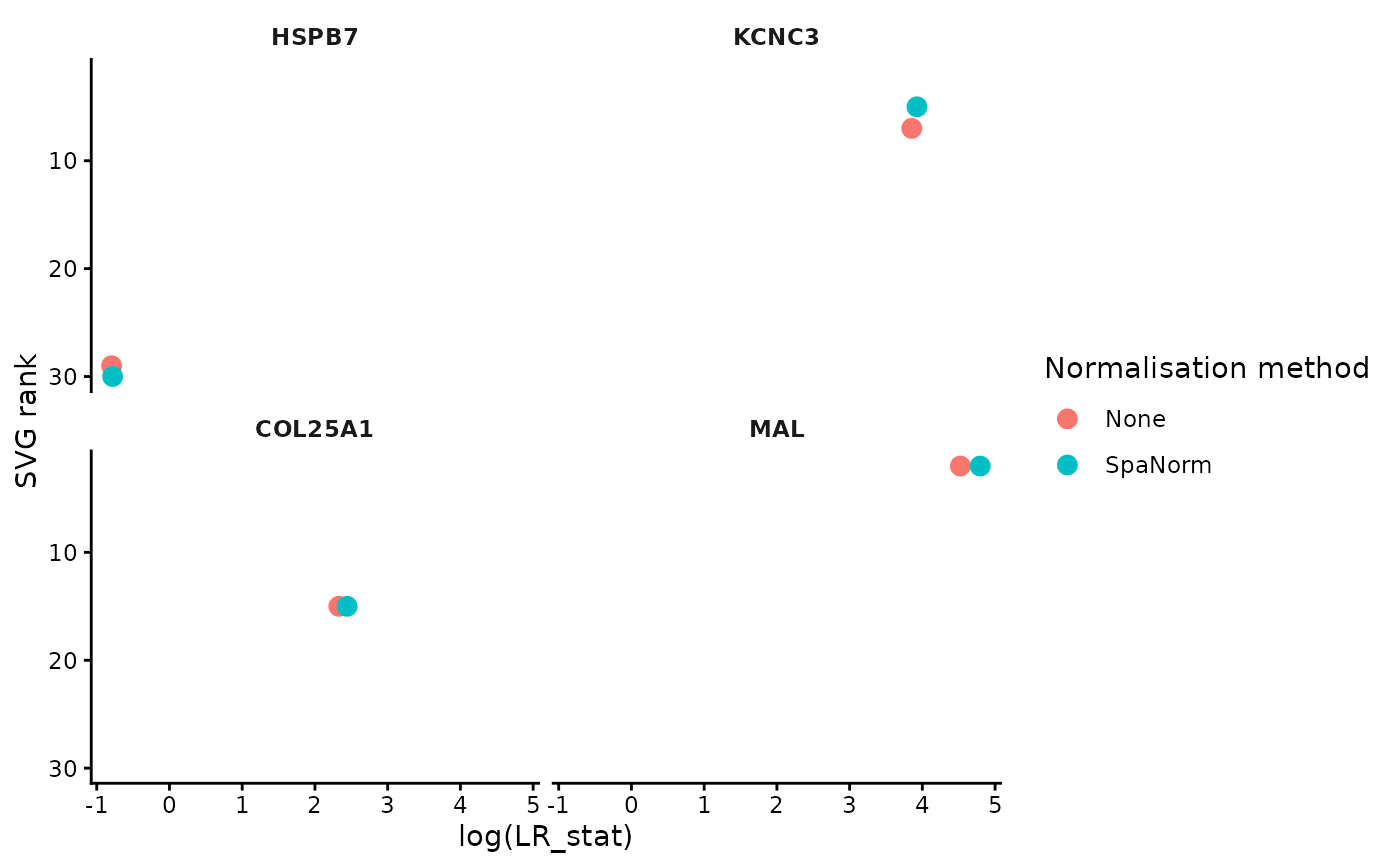 HSPB7
KCNC3
10
20
30
COL25A1
MAL
10
20
30
SVG rank
-1 0 1 2 3 4 5
-1 0 1 2 3 4 5
log(LR_stat)
Normalisation method
None
SpaNorm